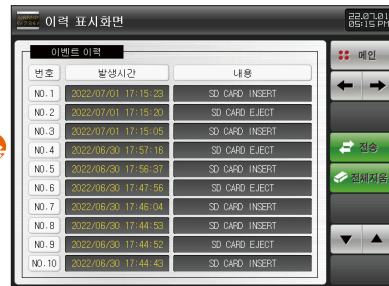 이력 표시화면
22.07.01
05:15 PM
이벤트 이력
메인
번호 발생시간 내용
NO.1 2022/07/01 17:15:23 SD CARD INSERT
NO.2 2022/07/01 17:15:20 SD CARD EJECT
NO.3 2022/07/01 17:15:05 SD CARD INSERT
NO.4 2022/06/30 17:57:16 SD CARD INSERT
전송
NO.5 2022/06/30 17:56:37 SD CARD INSERT
전체지움
NO.6 2022/06/30 17:47:56 SD CARD INSERT
NO.7 2022/06/30 17:46:04 SD CARD INSERT
NO.8 2022/06/30 17:44:53 SD CARD INSERT
NO.9 2022/06/30 17:44:52 SD CARD EJECT
NO.10 2022/06/30 17:44:43 SD CARD INSERT